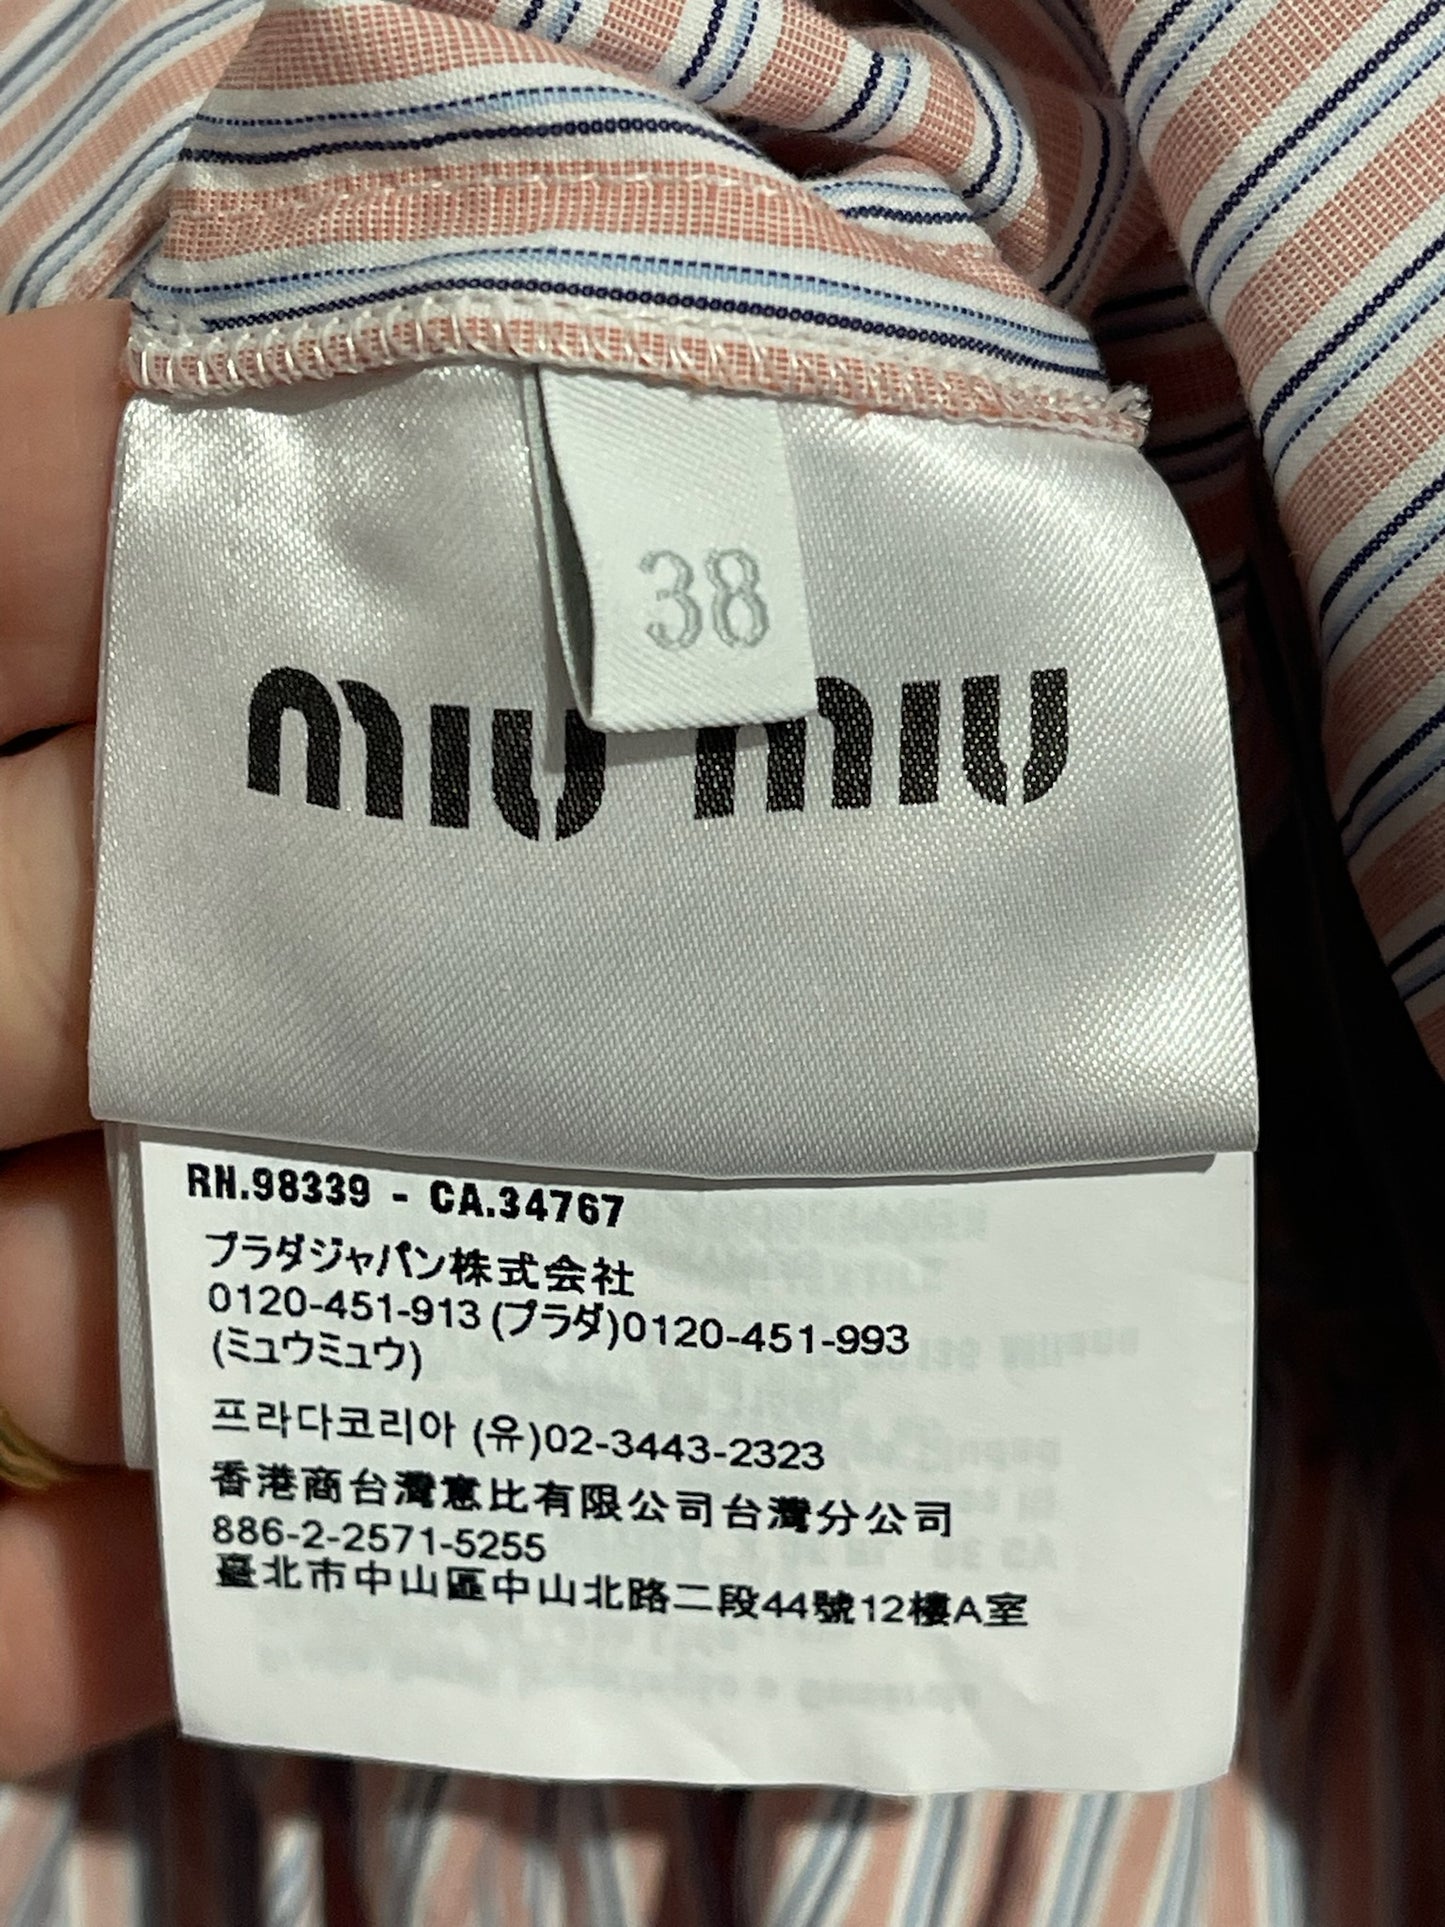 38
miu miu
RN.98339 - CA.34767
プラダジャパン株式会社
0120-451-913 (プラダ)0120-451-993
(ミュウミュウ)
프라다코리아 (유)02-3443-2323
香港商台灣惠比有限公司台灣分公司
886-2-2571-5255
臺北市中山區中山北路二段44號12樓A室